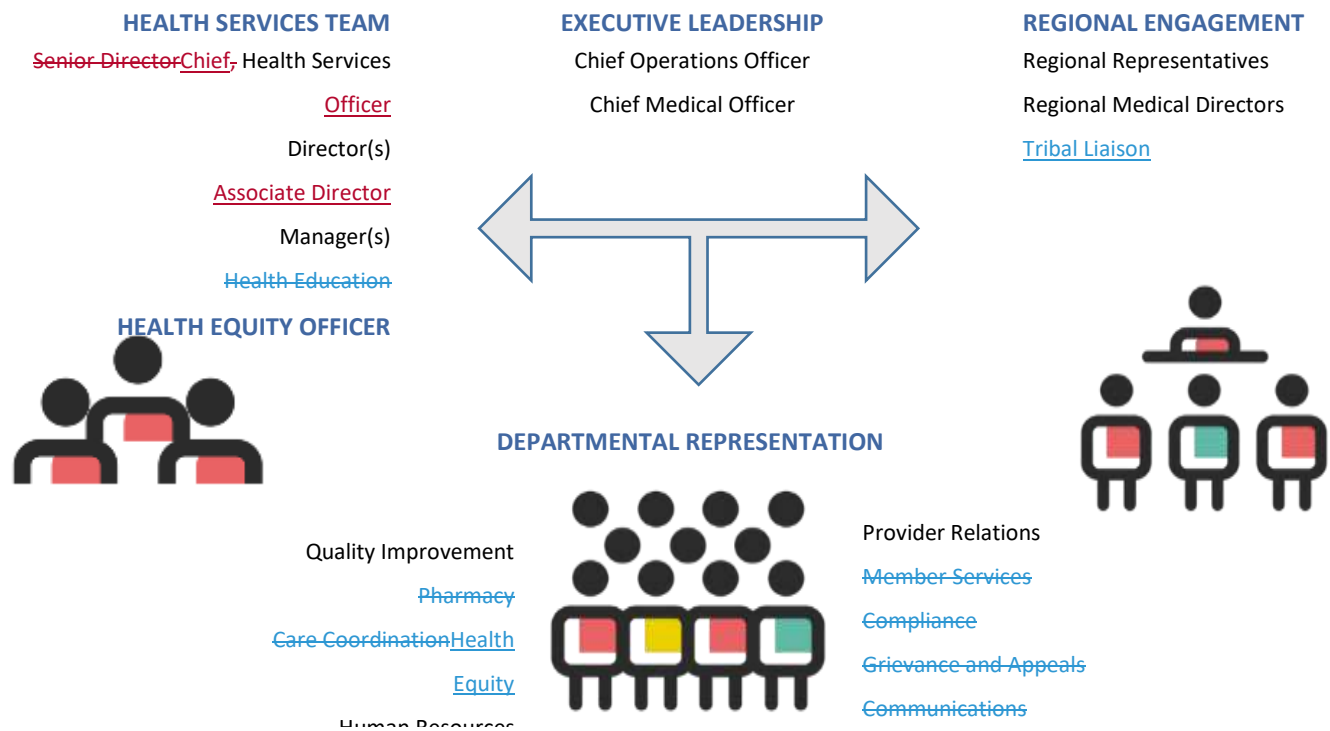 HEALTH SERVICES TEAM
Senior DirectorChief, Health Services
Officer
Director(s)
Associate Director
Manager(s)
Health Education
HEALTH EQUITY OFFICER
EXECUTIVE LEADERSHIP
Chief Operations Officer
Chief Medical Officer
REGIONAL ENGAGEMENT
Regional Representatives
Regional Medical Directors
Tribal Liaison
DEPARTMENTAL REPRESENTATION
Quality Improvement
Pharmacy
Care CoordinationHealth
Equity
Human Resources
Provider Relations
Member Services
Compliance
Grievance and Appeals
Communications